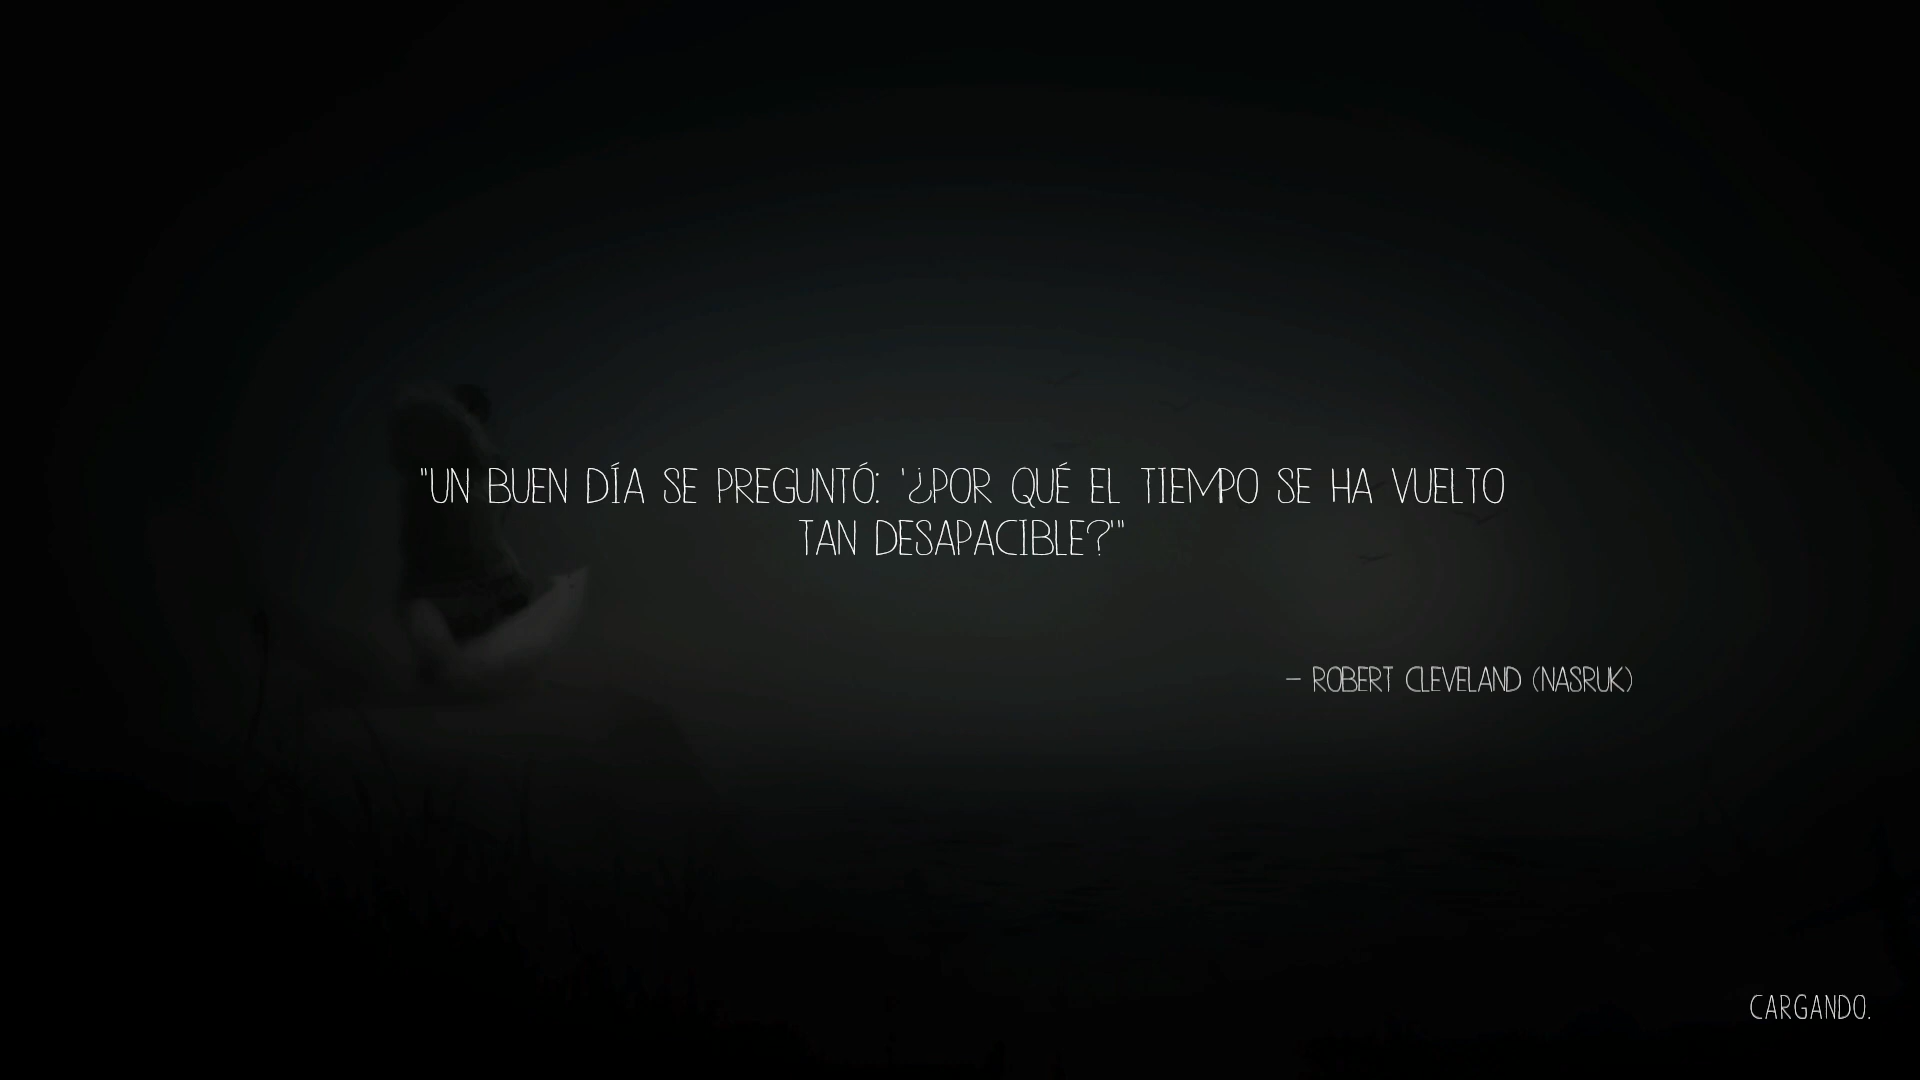 "UN BUEN DÍA SE PREGUNTÓ: '¿POR QUÉ EL TIEMPO SE HA VUELTO
TAN DESAPACIBLE?'"
– ROBERT CLEVELAND (NASRUK)
CARGANDO.